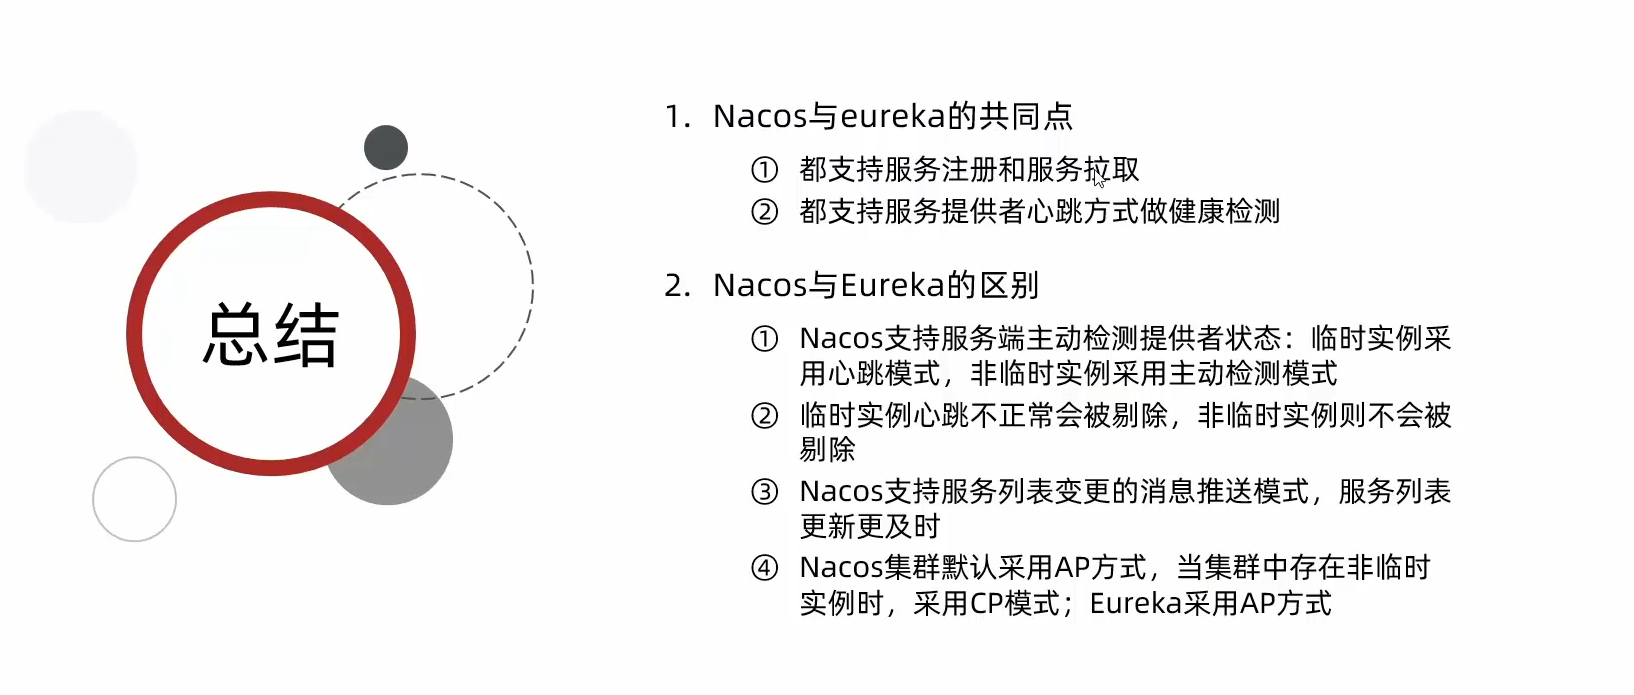 总结
1. Nacos与eureka的共同点
① 都支持服务注册和服务拉取
② 都支持服务提供者心跳方式做健康检测
2. Nacos与Eureka的区别
① Nacos支持服务端主动检测提供者状态：临时实例采
用心跳模式，非临时实例采用主动检测模式
② 临时实例心跳不正常会被剔除，非临时实例则不会被
剔除
③ Nacos支持服务列表变更的消息推送模式，服务列表
更新更及时
④ Nacos集群默认采用AP方式，当集群中存在非临时
实例时，采用CP模式；Eureka采用AP方式